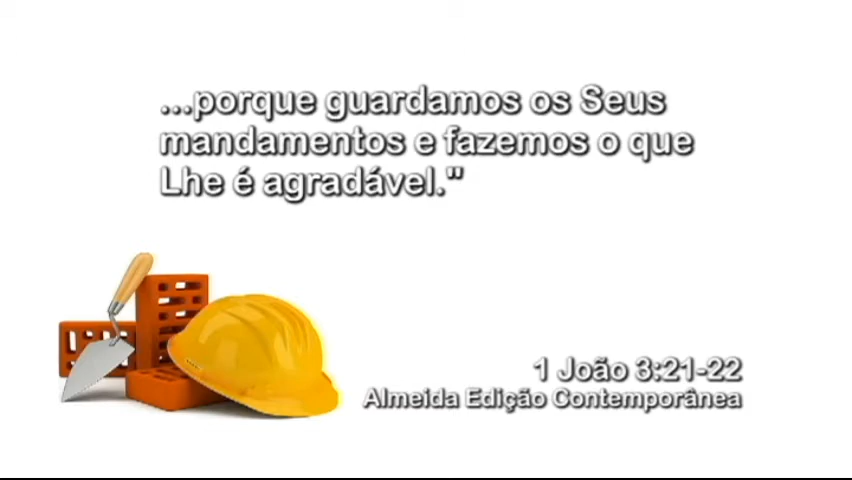 ...porque guardamos os Seus
mandamentos e fazemos o que
Lhe é agradável."
1 João 3:21-22
Almeida Edição Contemporânea